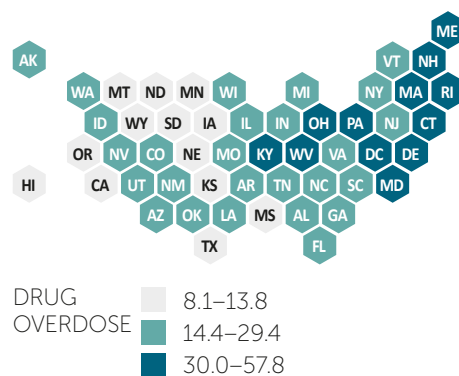 ME
AK VT NH
WA MT ND MN WI MI NY MA RI
ID WY SD IA IL IN OH PA NJ CT
OR NV CO NE MO KY WV VA DC DE
HI CA UT NM KS AR TN NC SC MD
AZ OK LA MS AL GA
TX FL
DRUG
OVERDOSE
8.1–13.8
14.4–29.4
30.0–57.8